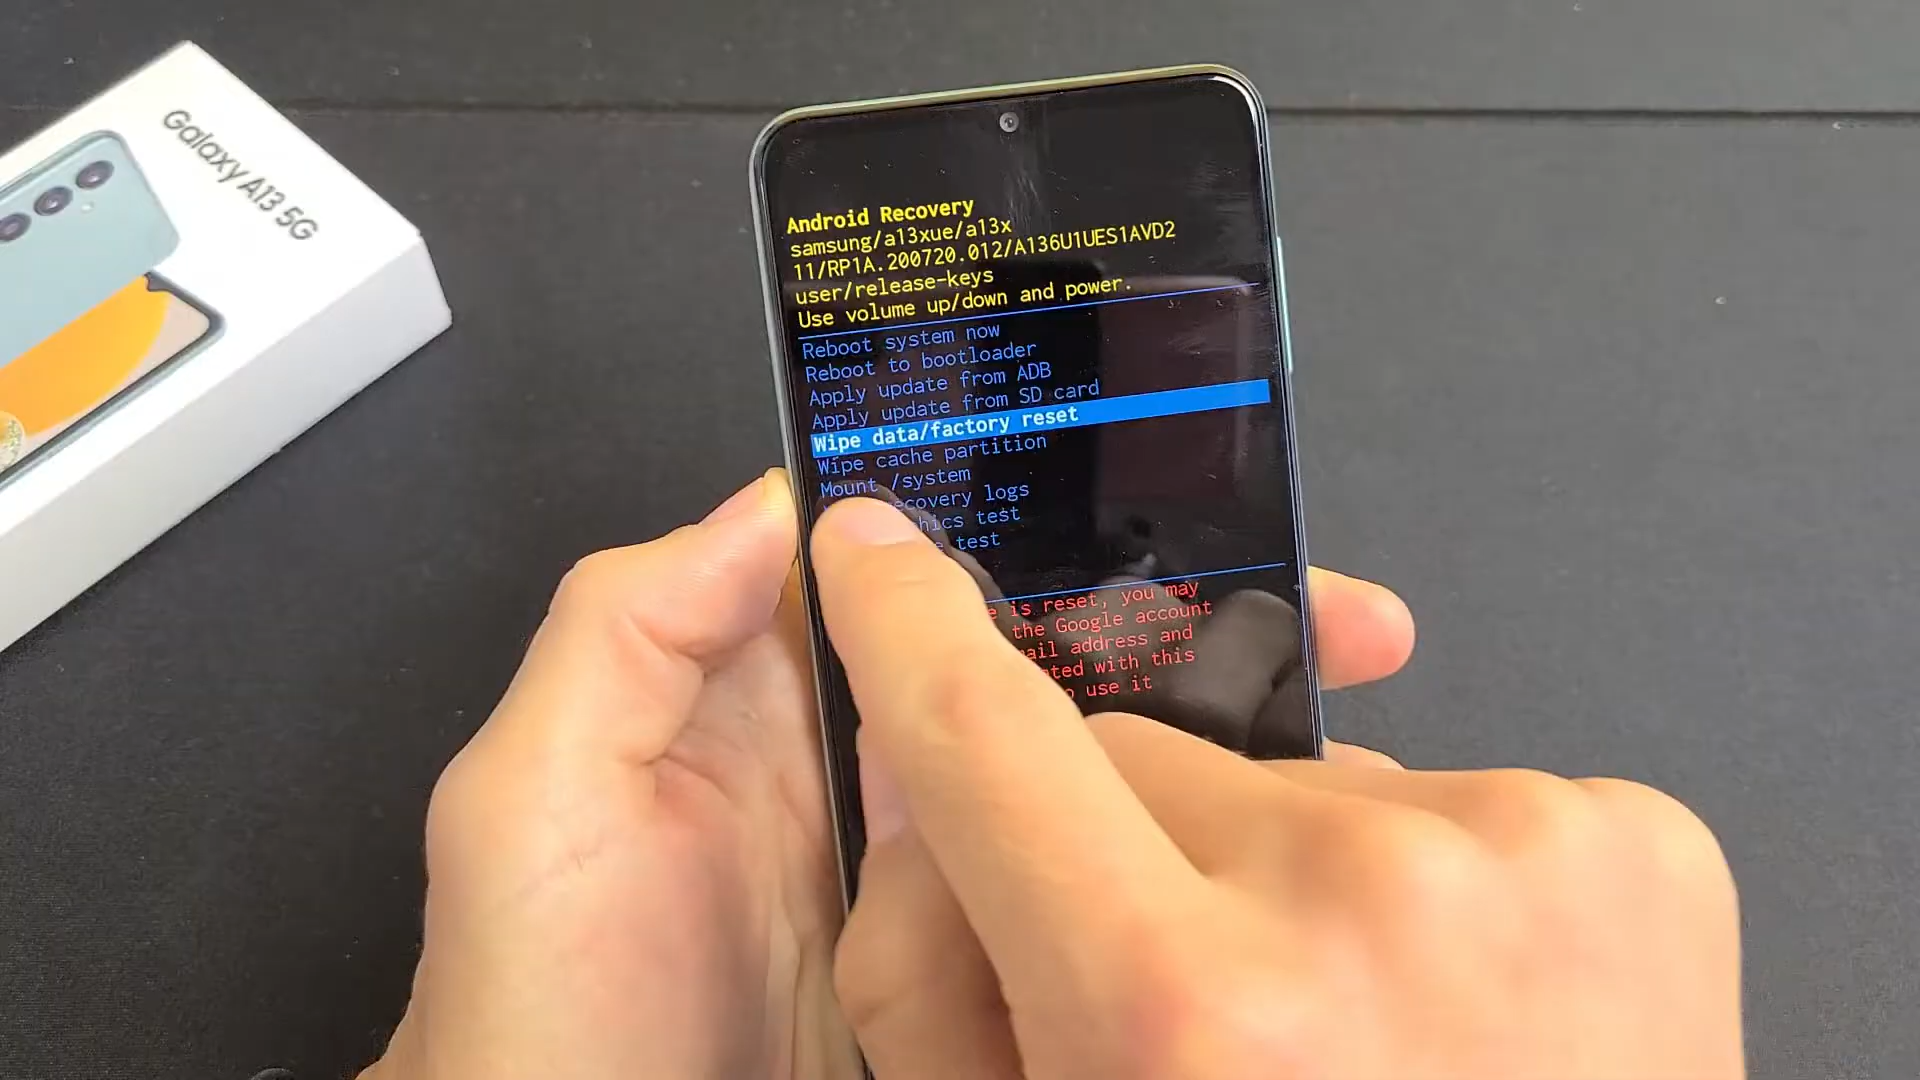 Galaxy A13 5G
Android Recovery
samsung/a13xue/a13x
11/RP1A.200720.012/A136U1UES1AVD2
user/release-keys
Use volume up/down and power.
Reboot system now
Reboot to bootloader
Apply update from ADB
Apply update from SD card
Wipe data/factory reset
Wipe cache partition
Mount /system
ecovery logs
hics test
e test
e is reset, you may
the Google account
ail address and
ted with this
use it